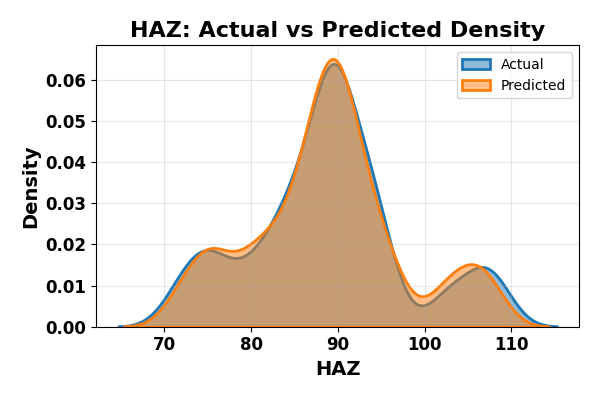 HAZ: Actual vs Predicted Density
Actual
Predicted
Density
0.06
0.05
0.04
0.03
0.02
0.01
0.00
70 80 90 100 110
HAZ